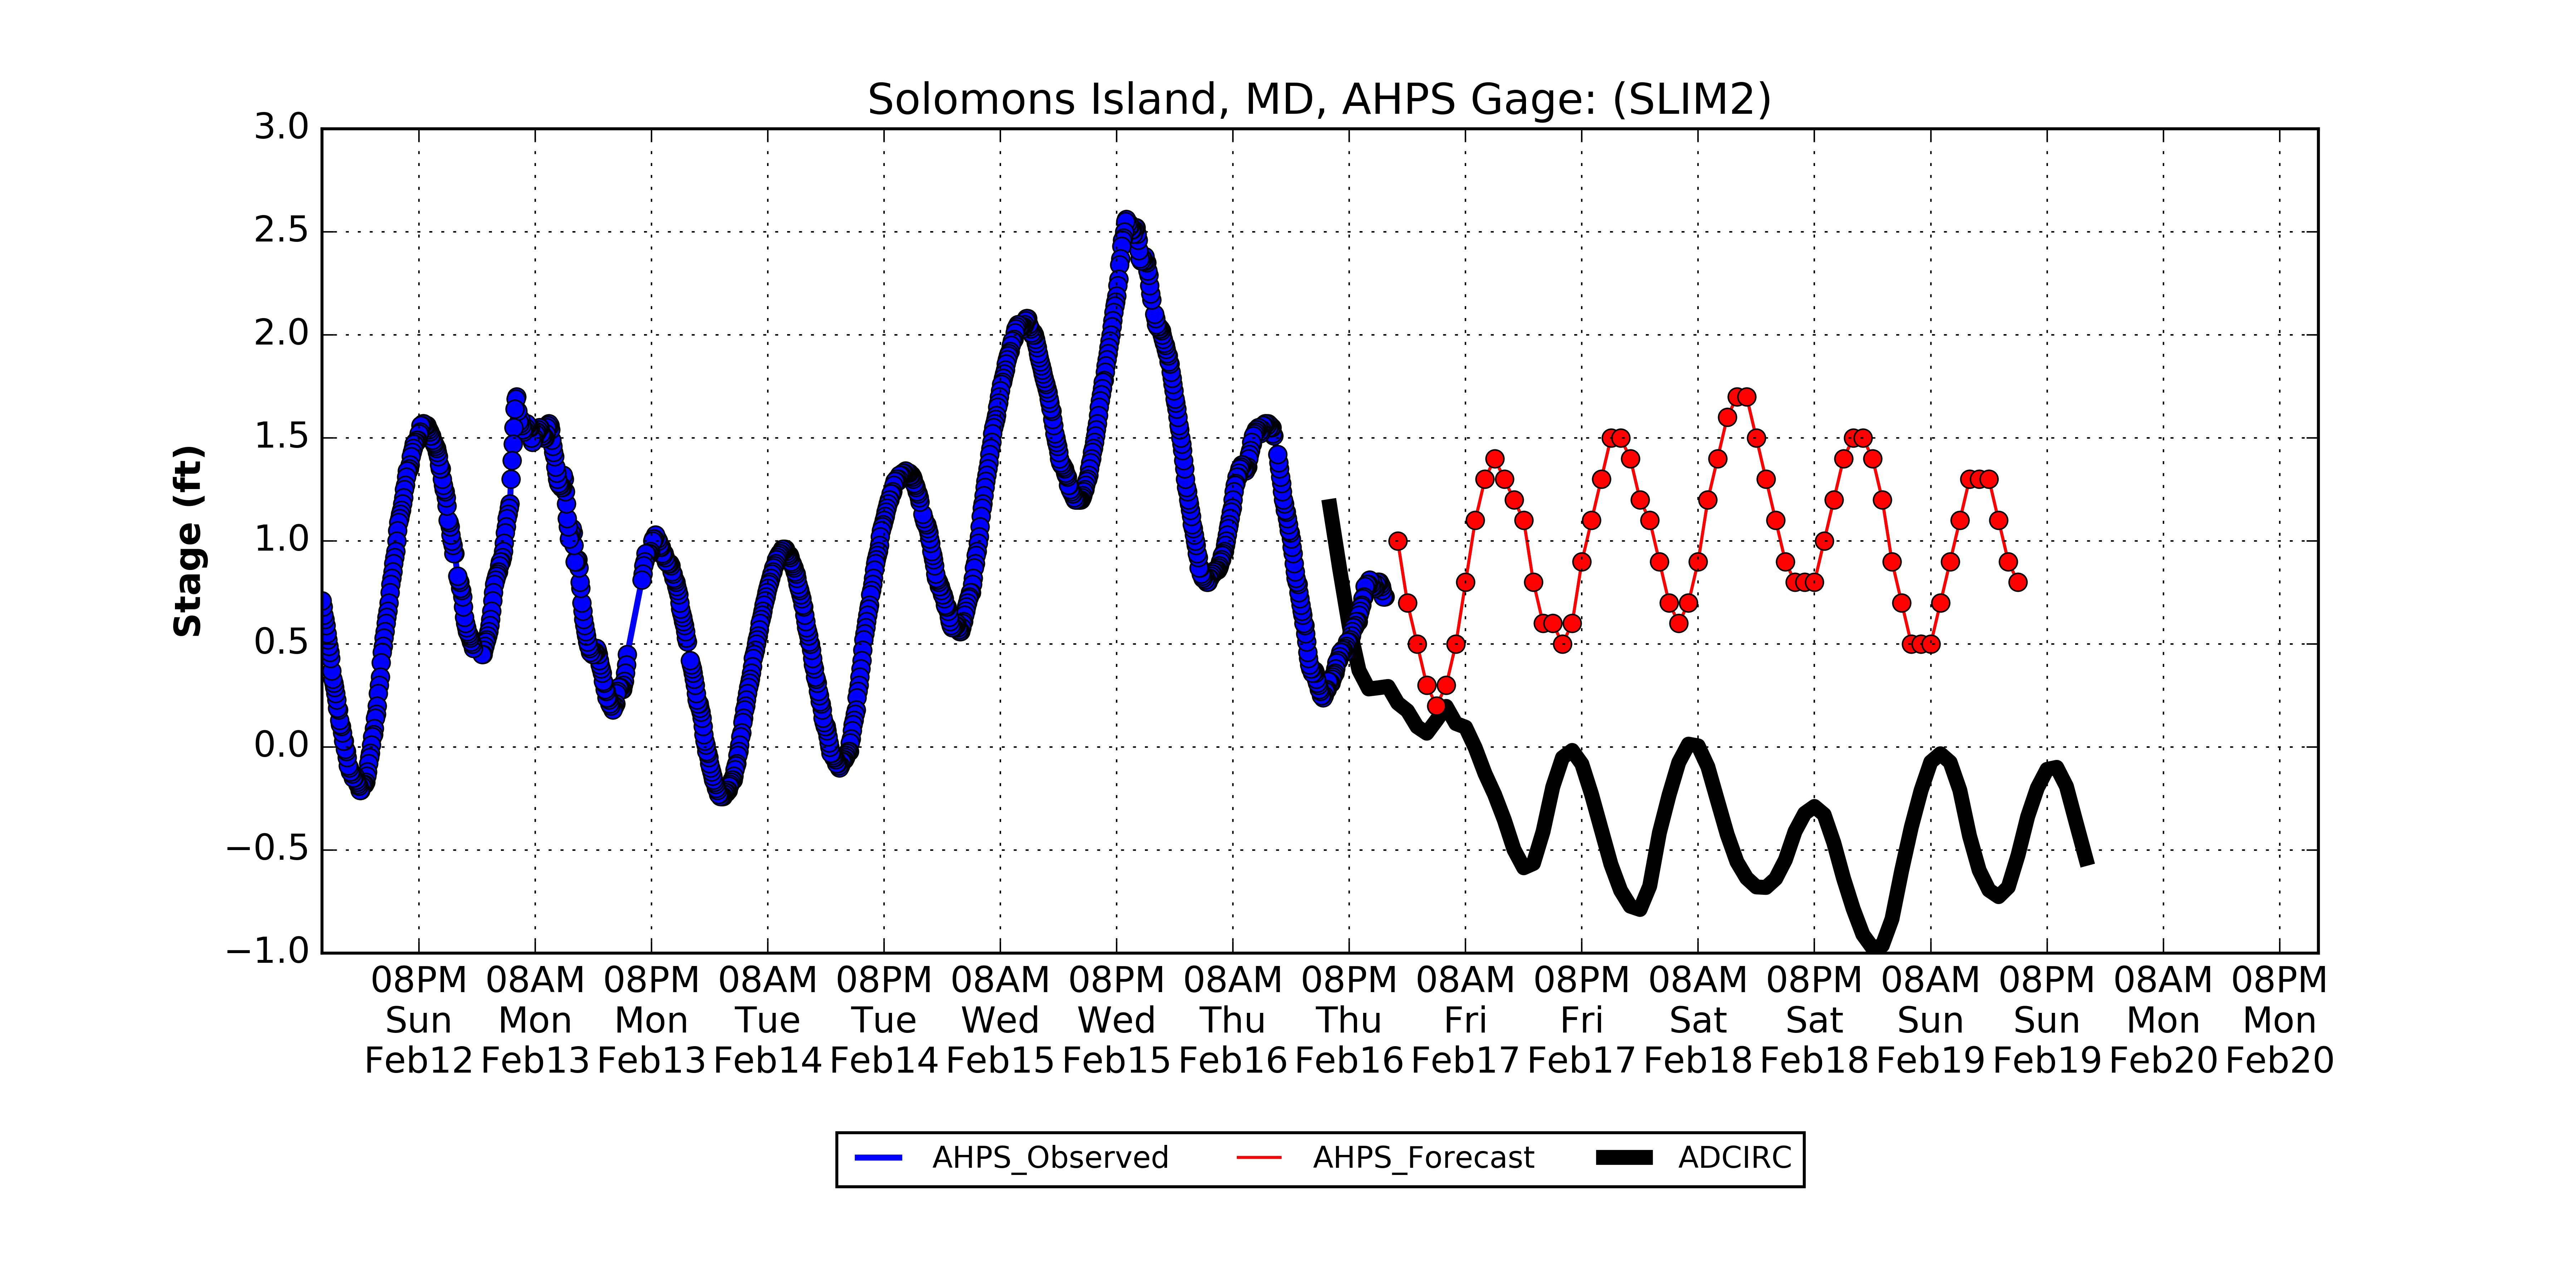 Solomons Island, MD, AHPS Gage: (SLIM2)
3.0
2.5
2.0
1.5
1.0
0.5
0.0
−0.5
−1.0
Stage (ft)
08PM 08AM 08PM 08AM 08PM 08AM 08PM 08AM 08PM 08AM 08PM 08AM 08PM 08AM 08PM 08AM 08PM
Sun Mon Mon Tue Tue Wed Wed Thu Thu Fri Fri Sat Sat Sun Sun Mon Mon
Feb12 Feb13 Feb13 Feb14 Feb14 Feb15 Feb15 Feb16 Feb16 Feb17 Feb17 Feb18 Feb18 Feb19 Feb19 Feb20 Feb20
AHPS_Observed AHPS_Forecast ADCIRC